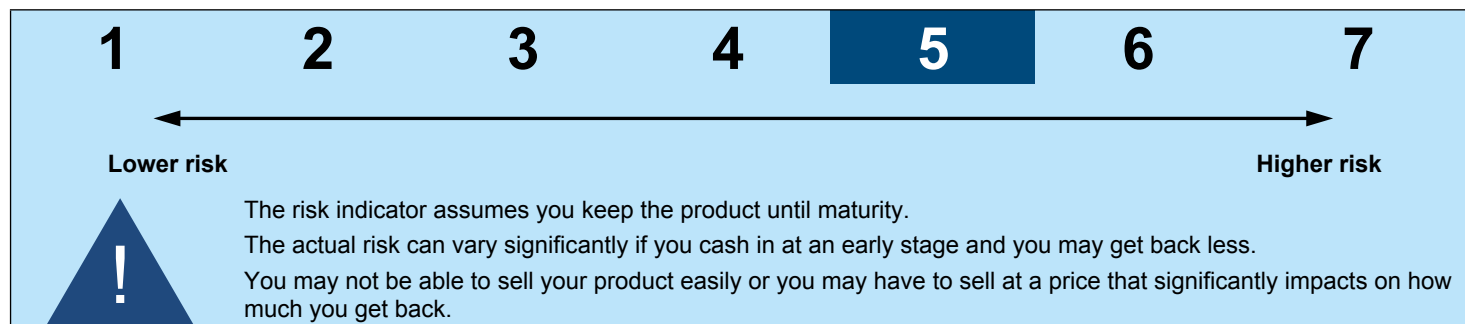 1 2 3 4 5 6 7
Lower risk Higher risk
! The risk indicator assumes you keep the product until maturity.
The actual risk can vary significantly if you cash in at an early stage and you may get back less.
You may not be able to sell your product easily or you may have to sell at a price that significantly impacts on how
much you get back.